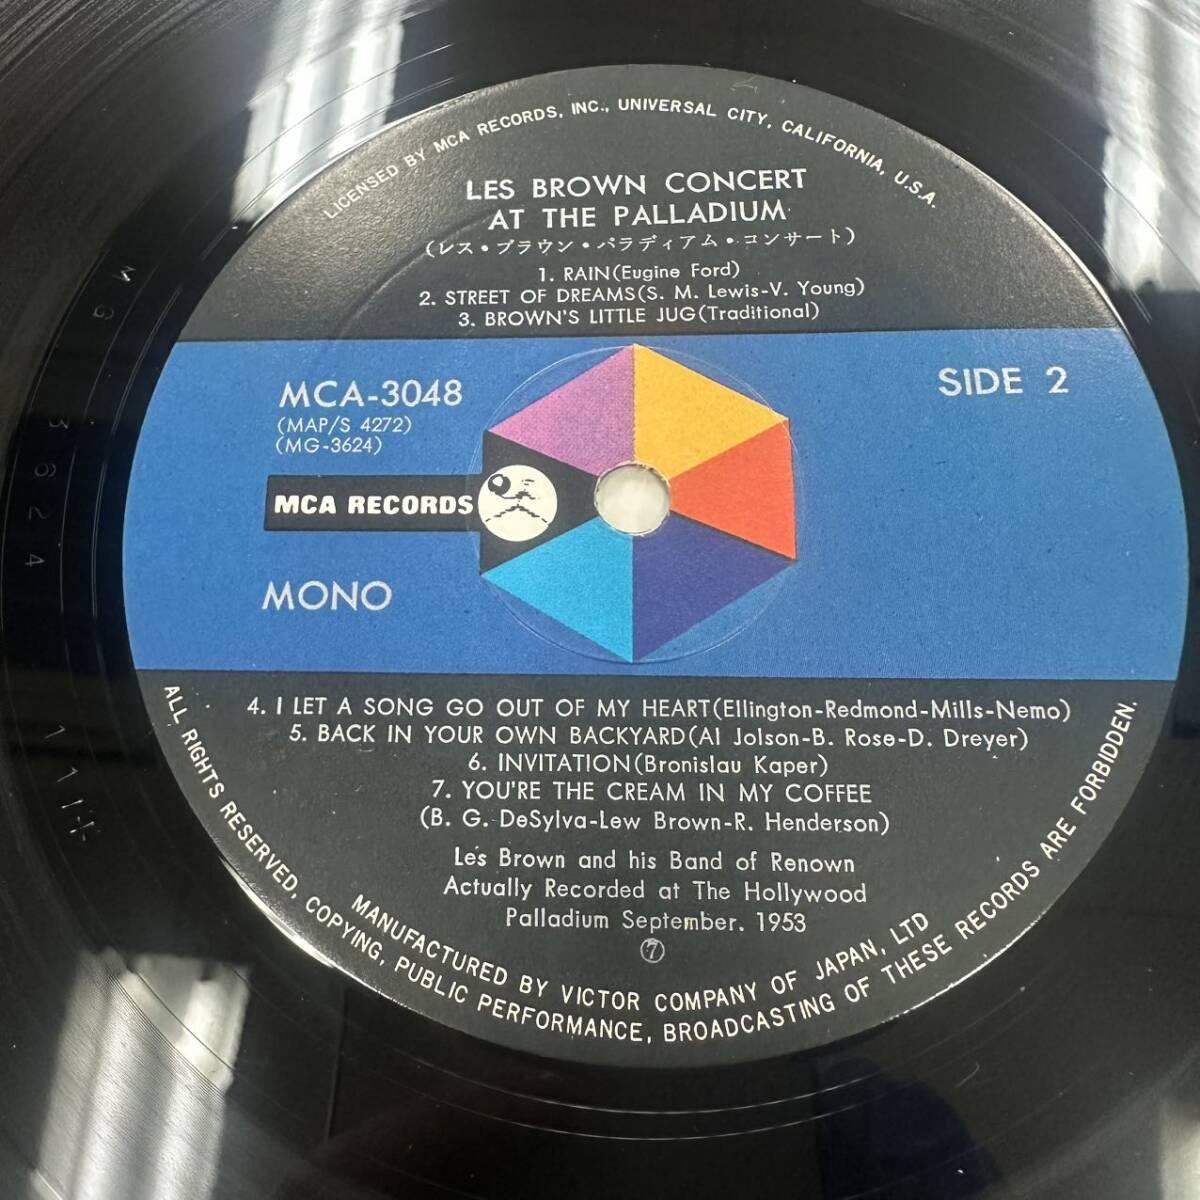 LICENSED BY MCA RECORDS, INC., UNIVERSAL CITY, CALIFORNIA, U.S.A.
LES BROWN CONCERT
AT THE PALLADIUM
(レス・ブラウン・パラディアム・コンサート)
1. RAIN(Eugine Ford)
2. STREET OF DREAMS(S. M. Lewis-V. Young)
3. BROWN'S LITTLE JUG(Traditional)
MCA-3048
(MAP/S 4272)
(MG-3624)
SIDE 2
MCA RECORDS
MONO
4. I LET A SONG GO OUT OF MY HEART(Ellington-Redmond-Mills-Nemo)
5. BACK IN YOUR OWN BACKYARD(Al Jolson-B. Rose-D. Dreyer)
6. INVITATION(Bronislau Kaper)
7. YOU'RE THE CREAM IN MY COFFEE
(B. G. DeSylva-Lew Brown-R. Henderson)
Les Brown and his Band of Renown
Actually Recorded at The Hollywood
Palladium September. 1953
⑦
MANUFACTURED BY VICTOR COMPANY OF JAPAN, LTD
ALL RIGHTS RESERVED, COPYING, PUBLIC PERFORMANCE, BROADCASTING OF THESE RECORDS ARE FORBIDDEN.
MG 3624